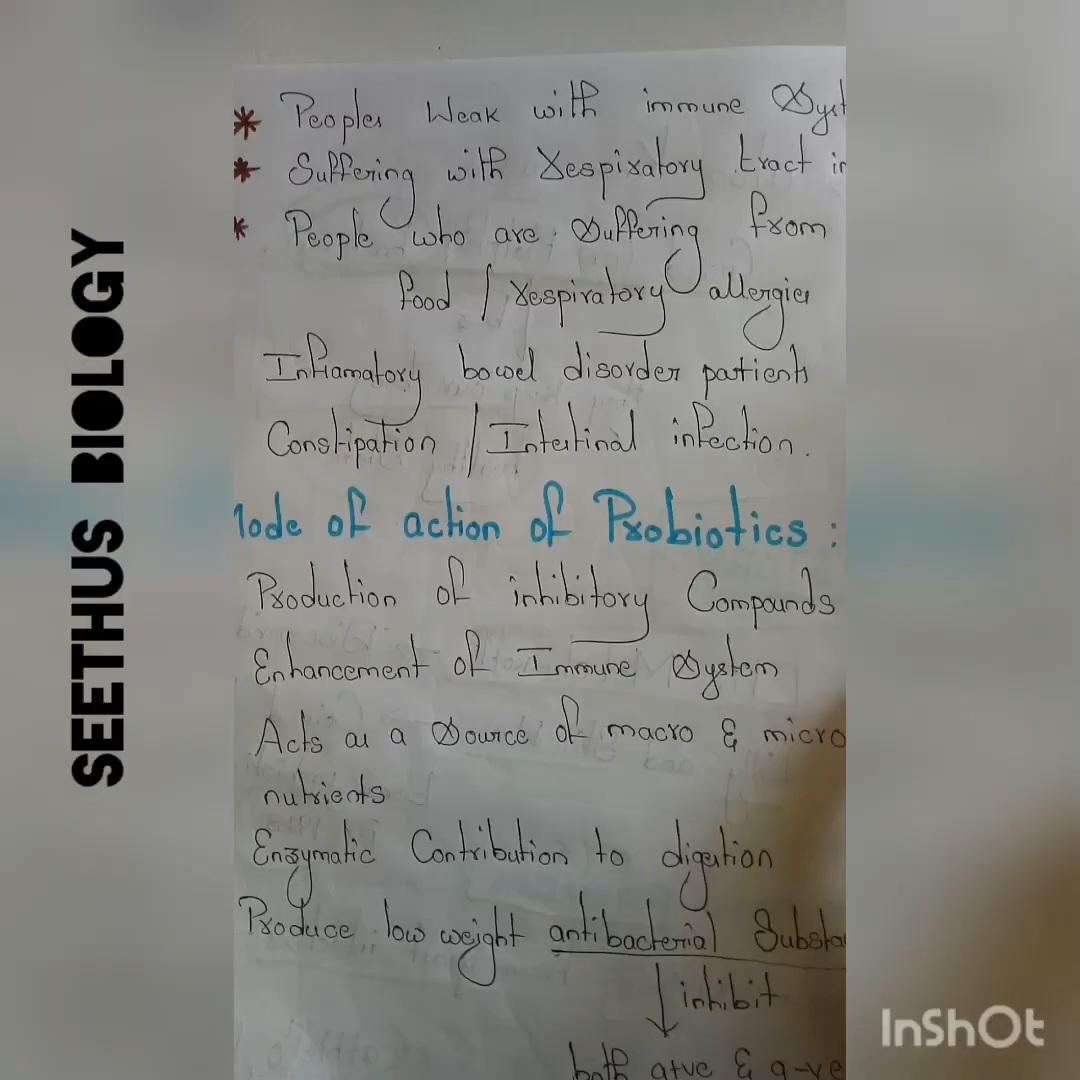 SEETHUS BIOLOGY
* Peoples Weak with immune Syst
* Suffering with respiratory tract in
* People who are suffering from
food / respiratory allergies
Inflamatory bowel disorder patients
Constipation / Intestinal infection.
Mode of action of Probiotics :
Production of inhibitory Compounds
Enhancement of Immune System
Acts as a Source of macro & micro
nutrients
Enzymatic Contribution to digestion
Produce low weight antibacterial Substa
↓ inhibit
both g+ve & g-ve
InShOt